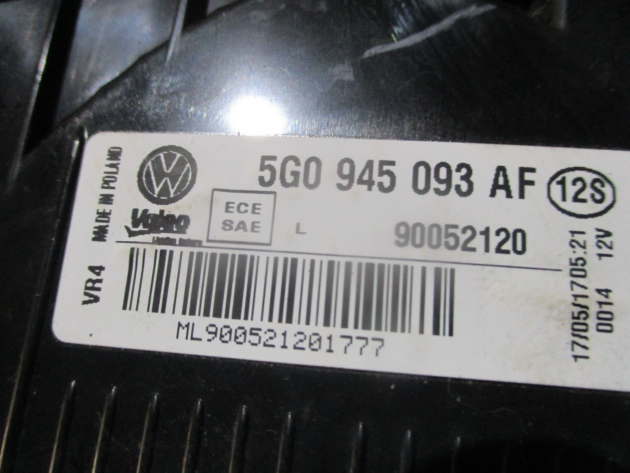 MADE IN POLAND
VR4
VW
5G0 945 093 AF
12S
Valeo
ECE
SAE
L
90052120
ML900521201777
17/05/1705:21
0014 12V